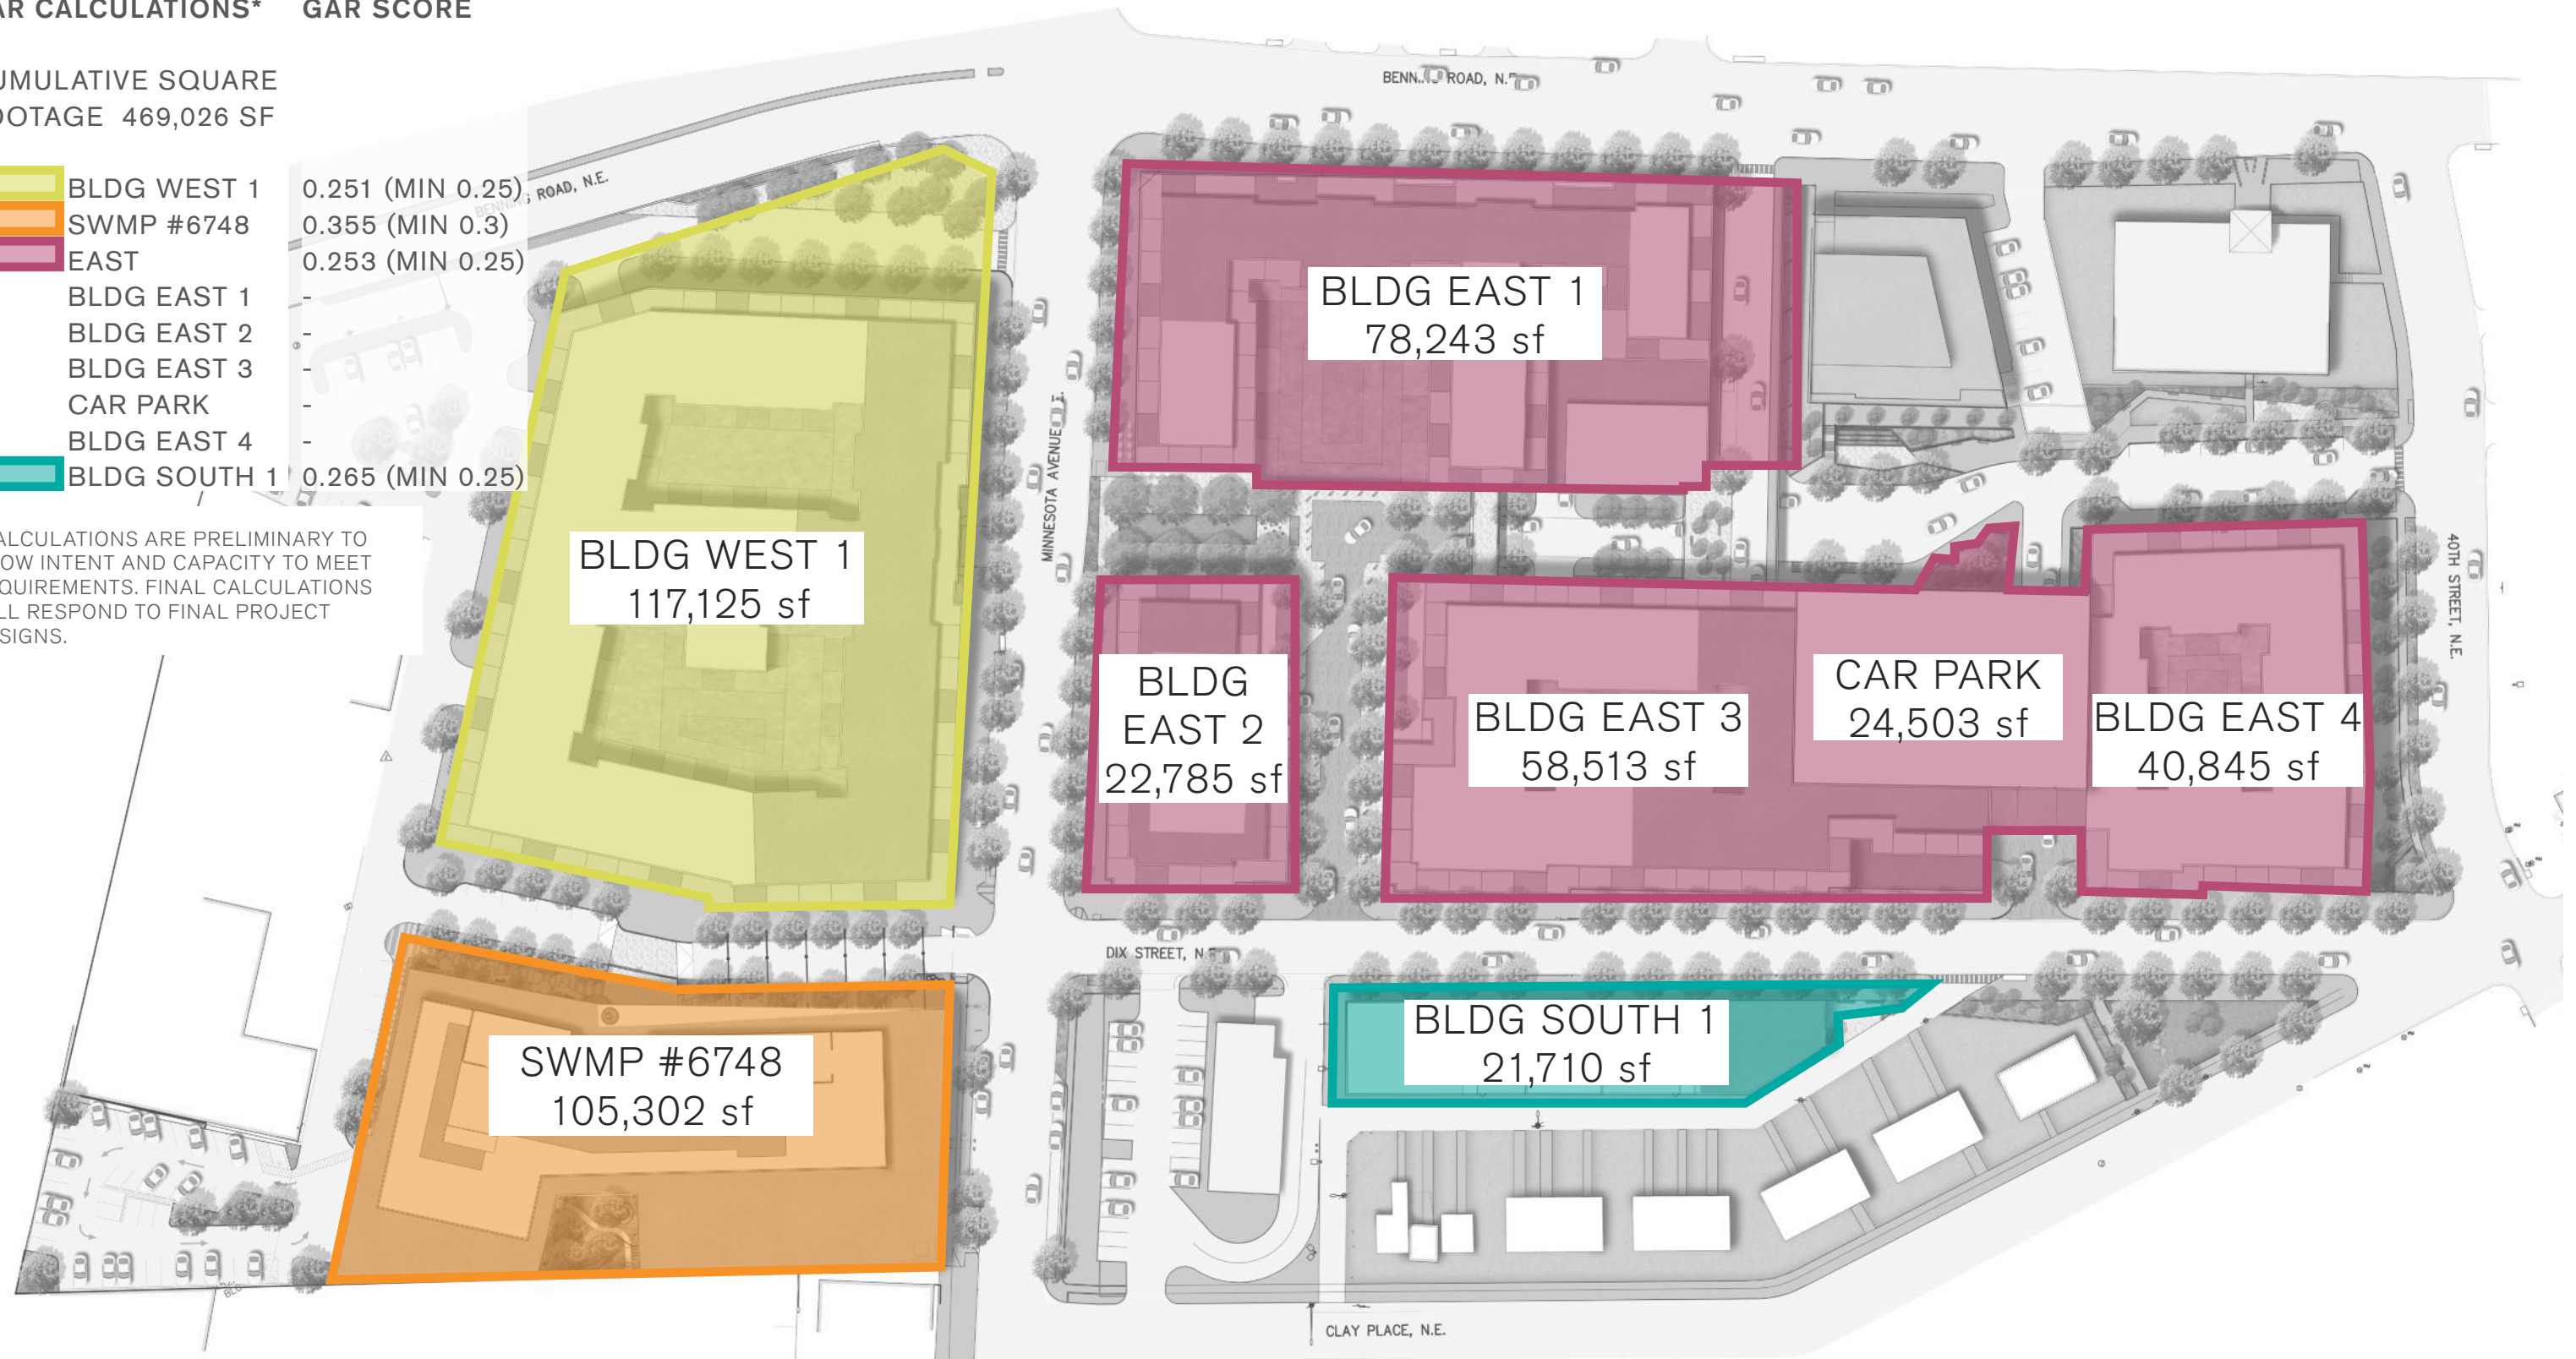 AR CALCULATIONS* GAR SCORE
UMULATIVE SQUARE
OOTAGE 469,026 SF
BLDG WEST 1 0.251 (MIN 0.25)
SWMP #6748 0.355 (MIN 0.3)
EAST 0.253 (MIN 0.25)
BLDG EAST 1 -
BLDG EAST 2 -
BLDG EAST 3 -
CAR PARK -
BLDG EAST 4 -
BLDG SOUTH 1 0.265 (MIN 0.25)
ALCULATIONS ARE PRELIMINARY TO
OW INTENT AND CAPACITY TO MEET
QUIREMENTS. FINAL CALCULATIONS
LL RESPOND TO FINAL PROJECT
SIGNS.
BENNING ROAD, N.E.
BENN... ROAD, N.
MINNESOTA AVENUE
40TH STREET, N.E.
DIX STREET, N.
CLAY PLACE, N.E.
BLDG WEST 1
117,125 sf
BLDG EAST 1
78,243 sf
BLDG
EAST 2
22,785 sf
BLDG EAST 3
58,513 sf
CAR PARK
24,503 sf
BLDG EAST 4
40,845 sf
SWMP #6748
105,302 sf
BLDG SOUTH 1
21,710 sf